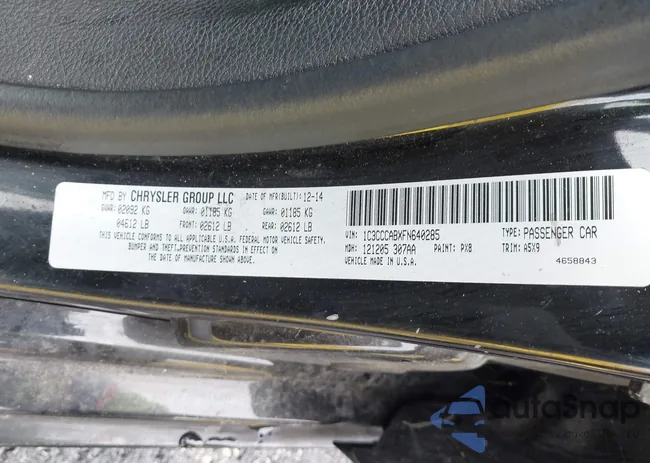 MFD BY CHRYSLER GROUP LLC DATE OF MFR(BUILT): 12-14
GVWR: 02092 KG GAWR: 01185 KG GAWR: 01185 KG
04612 LB FRONT: 02612 LB REAR: 02612 LB
THIS VEHICLE CONFORMS TO ALL APPLICABLE U.S.A. FEDERAL MOTOR VEHICLE SAFETY,
BUMPER AND THEFT PREVENTION STANDARDS IN EFFECT ON
THE DATE OF MANUFACTURE SHOWN ABOVE.
VIN: 1C3CCCABXFN640285 TYPE: PASSENGER CAR
MDH: 121205 307AA PAINT: PX8 TRIM: A5X9
VEHICLE MADE IN U.S.A. 4658843
autoSnap